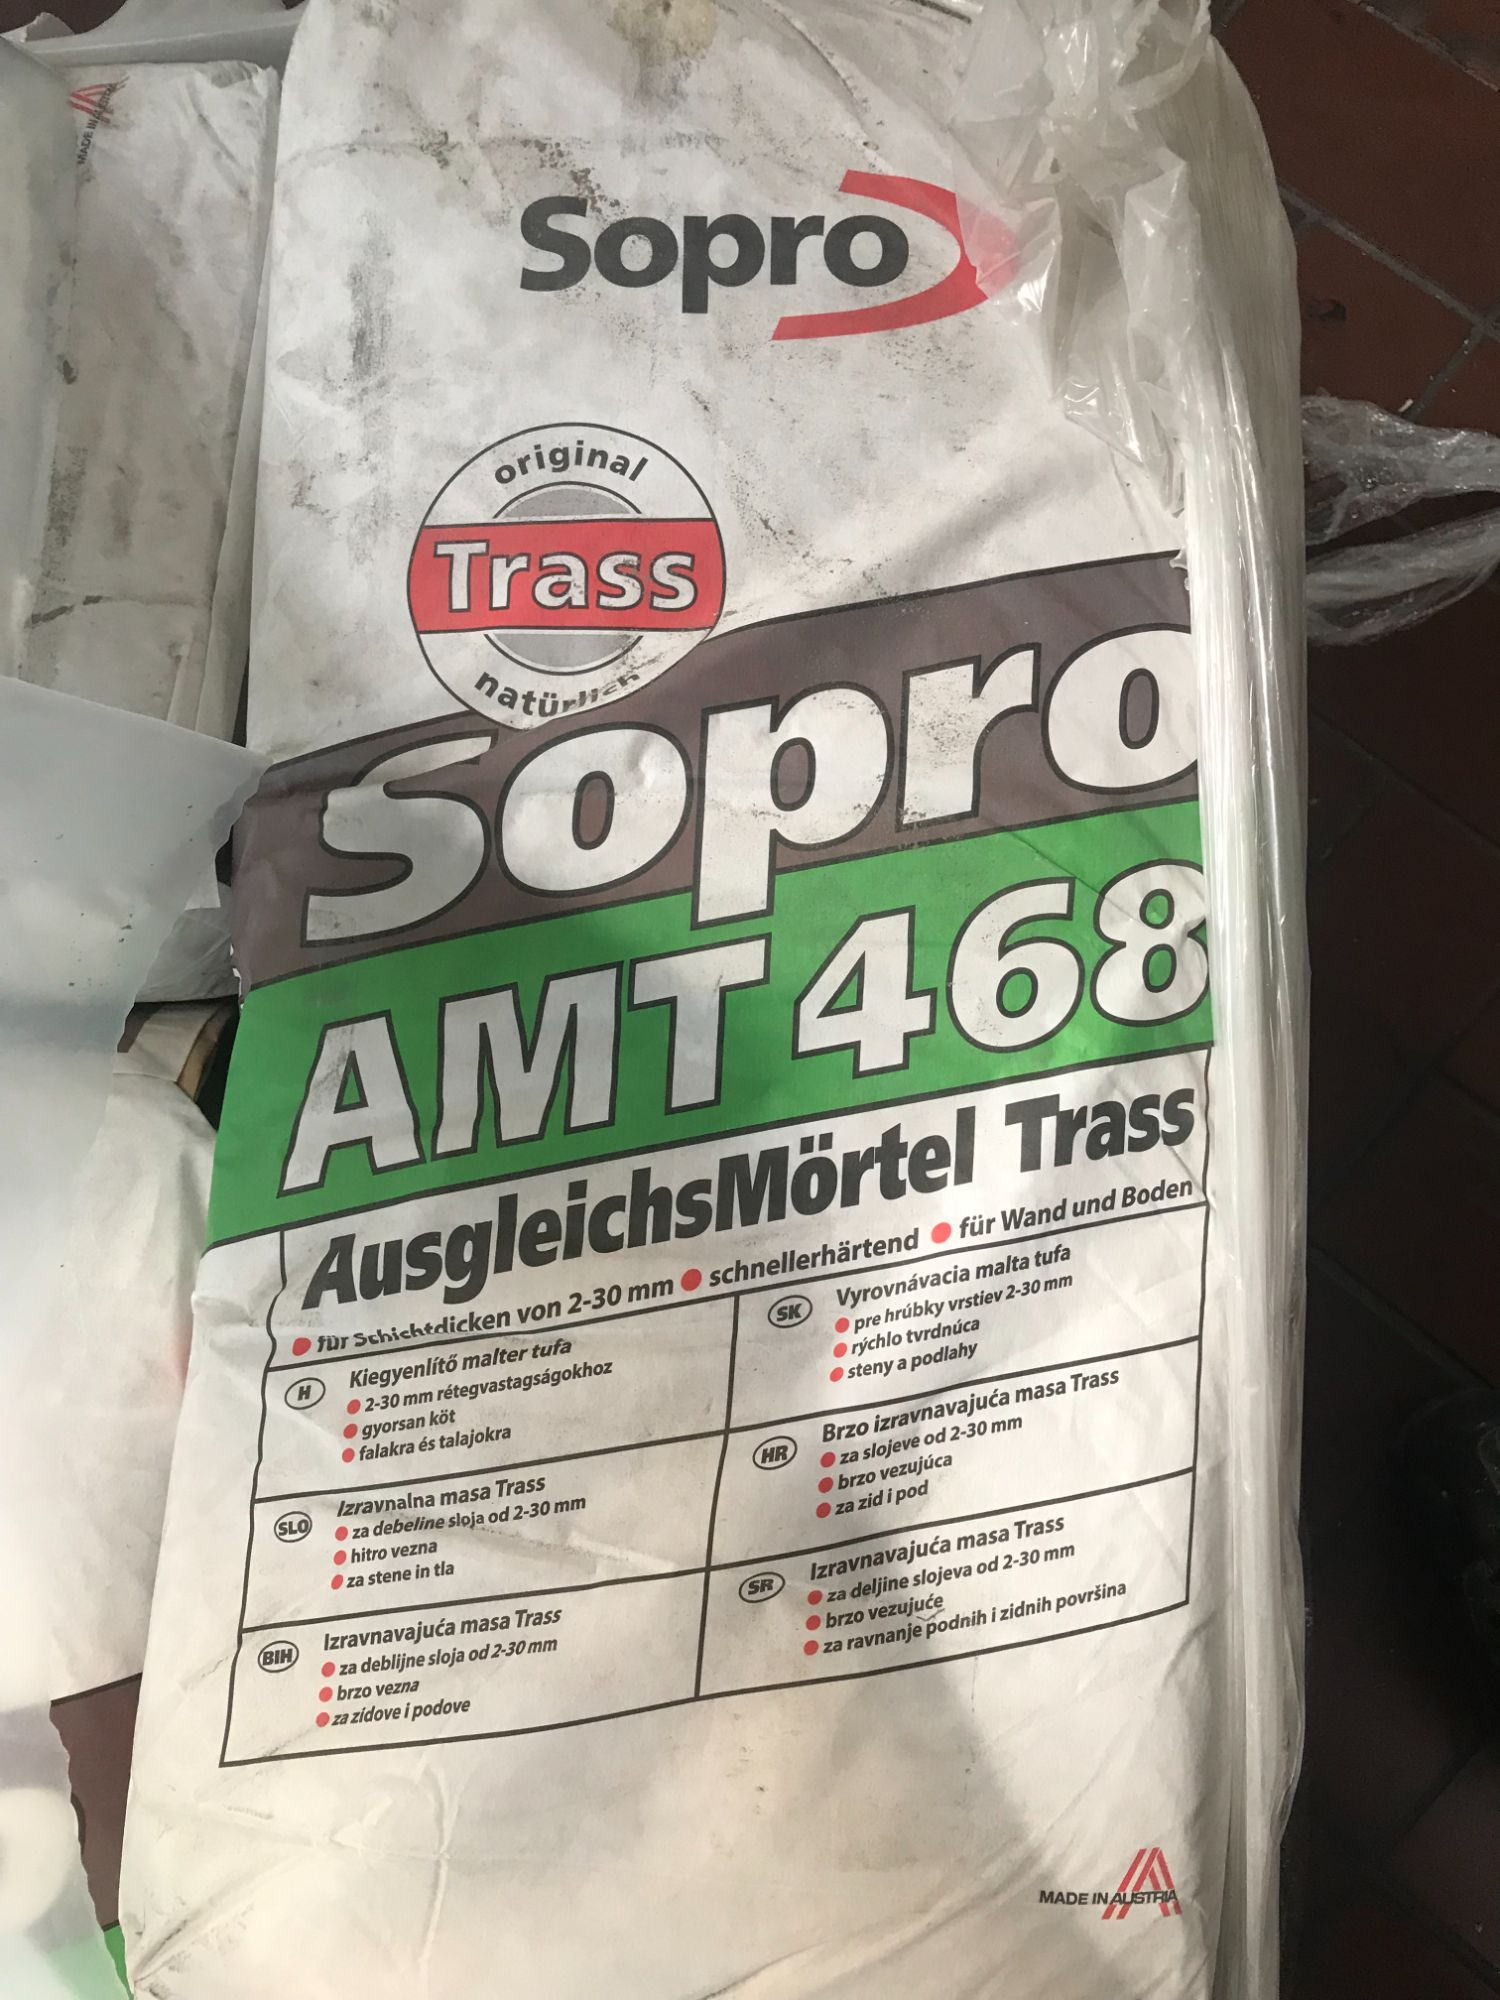 MADE IN
Sopro
original
Trass
natürlich
Sopro
AMT 468
AusgleichsMörtel Trass
für Schichtdicken von 2-30 mm schnellerhärtend für Wand und Boden
H
Kiegyenlítő malter tufa
2-30 mm rétegvastagságokhoz
gyorsan köt
falakra és talajokra
SK
Vyrovnávacia malta tufa
pre hrúbky vrstiev 2-30 mm
rýchlo tvrdnúca
steny a podlahy
SLO
Izravnalna masa Trass
za debeline sloja od 2-30 mm
hitro vezna
za stene in tla
HR
Brzo izravnavajuća masa Trass
za slojeve od 2-30 mm
brzo vezujúca
za zid i pod
BIH
Izravnavajuća masa Trass
za deblijne sloja od 2-30 mm
brzo vezna
za zidove i podove
SR
Izravnavajuća masa Trass
za deljine slojeva od 2-30 mm
brzo vezujuće
za ravnanje podnih i zidnih površina
MADE IN AUSTRIA